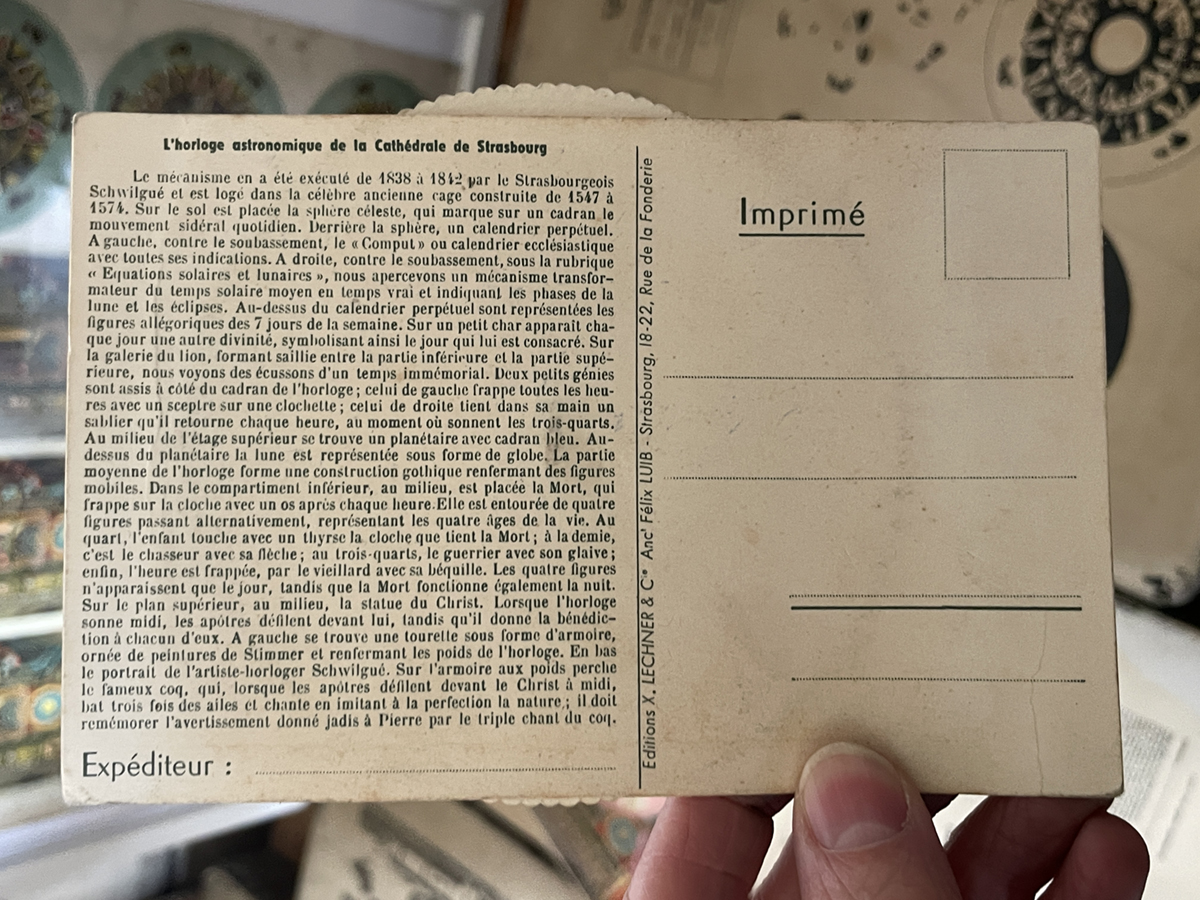 L'horloge astronomique de la Cathédrale de Strasbourg
Le mécanisme en a été exécuté de 1838 à 1842 par le Strasbourgeois
Schwilgué et est logé dans la célèbre ancienne cage construite de 1547 à
1574. Sur le sol est placée la sphère céleste, qui marque sur un cadran le
mouvement sidéral quotidien. Derrière la sphère, un calendrier perpétuel.
A gauche, contre le soubassement, le « Comput » ou calendrier ecclésiastique
avec toutes ses indications. A droite, contre le soubassement, sous la rubrique
« Equations solaires et lunaires », nous apercevons un mécanisme transfor-
mateur du temps solaire moyen en temps vrai et indiquant les phases de la
lune et les éclipses. Au-dessus du calendrier perpétuel sont représentées les
figures allégoriques des 7 jours de la semaine. Sur un petit char apparait cha-
que jour une autre divinité, symbolisant ainsi le jour qui lui est consacré. Sur
la galerie du lion, formant saillie entre la partie inférieure et la partie supé-
rieure, nous voyons des écussons d'un temps immémorial. Deux petits génies
sont assis à côté du cadran de l'horloge ; celui de gauche frappe toutes les heu-
res avec un sceptre sur une clochette ; celui de droite tient dans sa main un
sablier qu'il retourne chaque heure, au moment où sonnent les trois-quarts.
Au milieu de l'étage supérieur se trouve un planétaire avec cadran bleu. Au-
dessus du planétaire la lune est représentée sous forme de globe. La partie
moyenne de l'horloge forme une construction gothique renfermant des figures
mobiles. Dans le compartiment inférieur, au milieu, est placée la Mort, qui
frappe sur la cloche avec un os après chaque heure.Elle est entourée de quatre
figures passant alternativement, représentant les quatre âges de la vie. Au
quart, l'enfant touche avec un thyrse la cloche que tient la Mort ; à la demie,
c'est le chasseur avec sa flèche ; au trois-quarts, le guerrier avec son glaive ;
enfin, l'heure est frappée, par le vieillard avec sa béquille. Les quatre figures
n'apparaissent que le jour, tandis que la Mort fonctionne également la nuit.
Sur le plan supérieur, au milieu, la statue du Christ. Lorsque l'horloge
sonne midi, les apôtres défilent devant lui, tandis qu'il donne la bénédic-
tion à chacun d'eux. A gauche se trouve une tourelle sous forme d'armoire,
ornée de peintures de Stimmer et renfermant les poids de l'horloge. En bas
le portrait de l'artiste-horloger Schwilgué. Sur l'armoire aux poids perche
le fameux coq, qui, lorsque les apôtres défilent devant le Christ à midi,
bat trois fois des ailes et chante en imitant à la perfection la nature ; il doit
remémorer l'avertissement donné jadis à Pierre par le triple chant du coq.
Expéditeur :
Editions X. LECHNER & Cie Anct Félix LUIB - Strasbourg, 18-22, Rue de la Fonderie
Imprimé